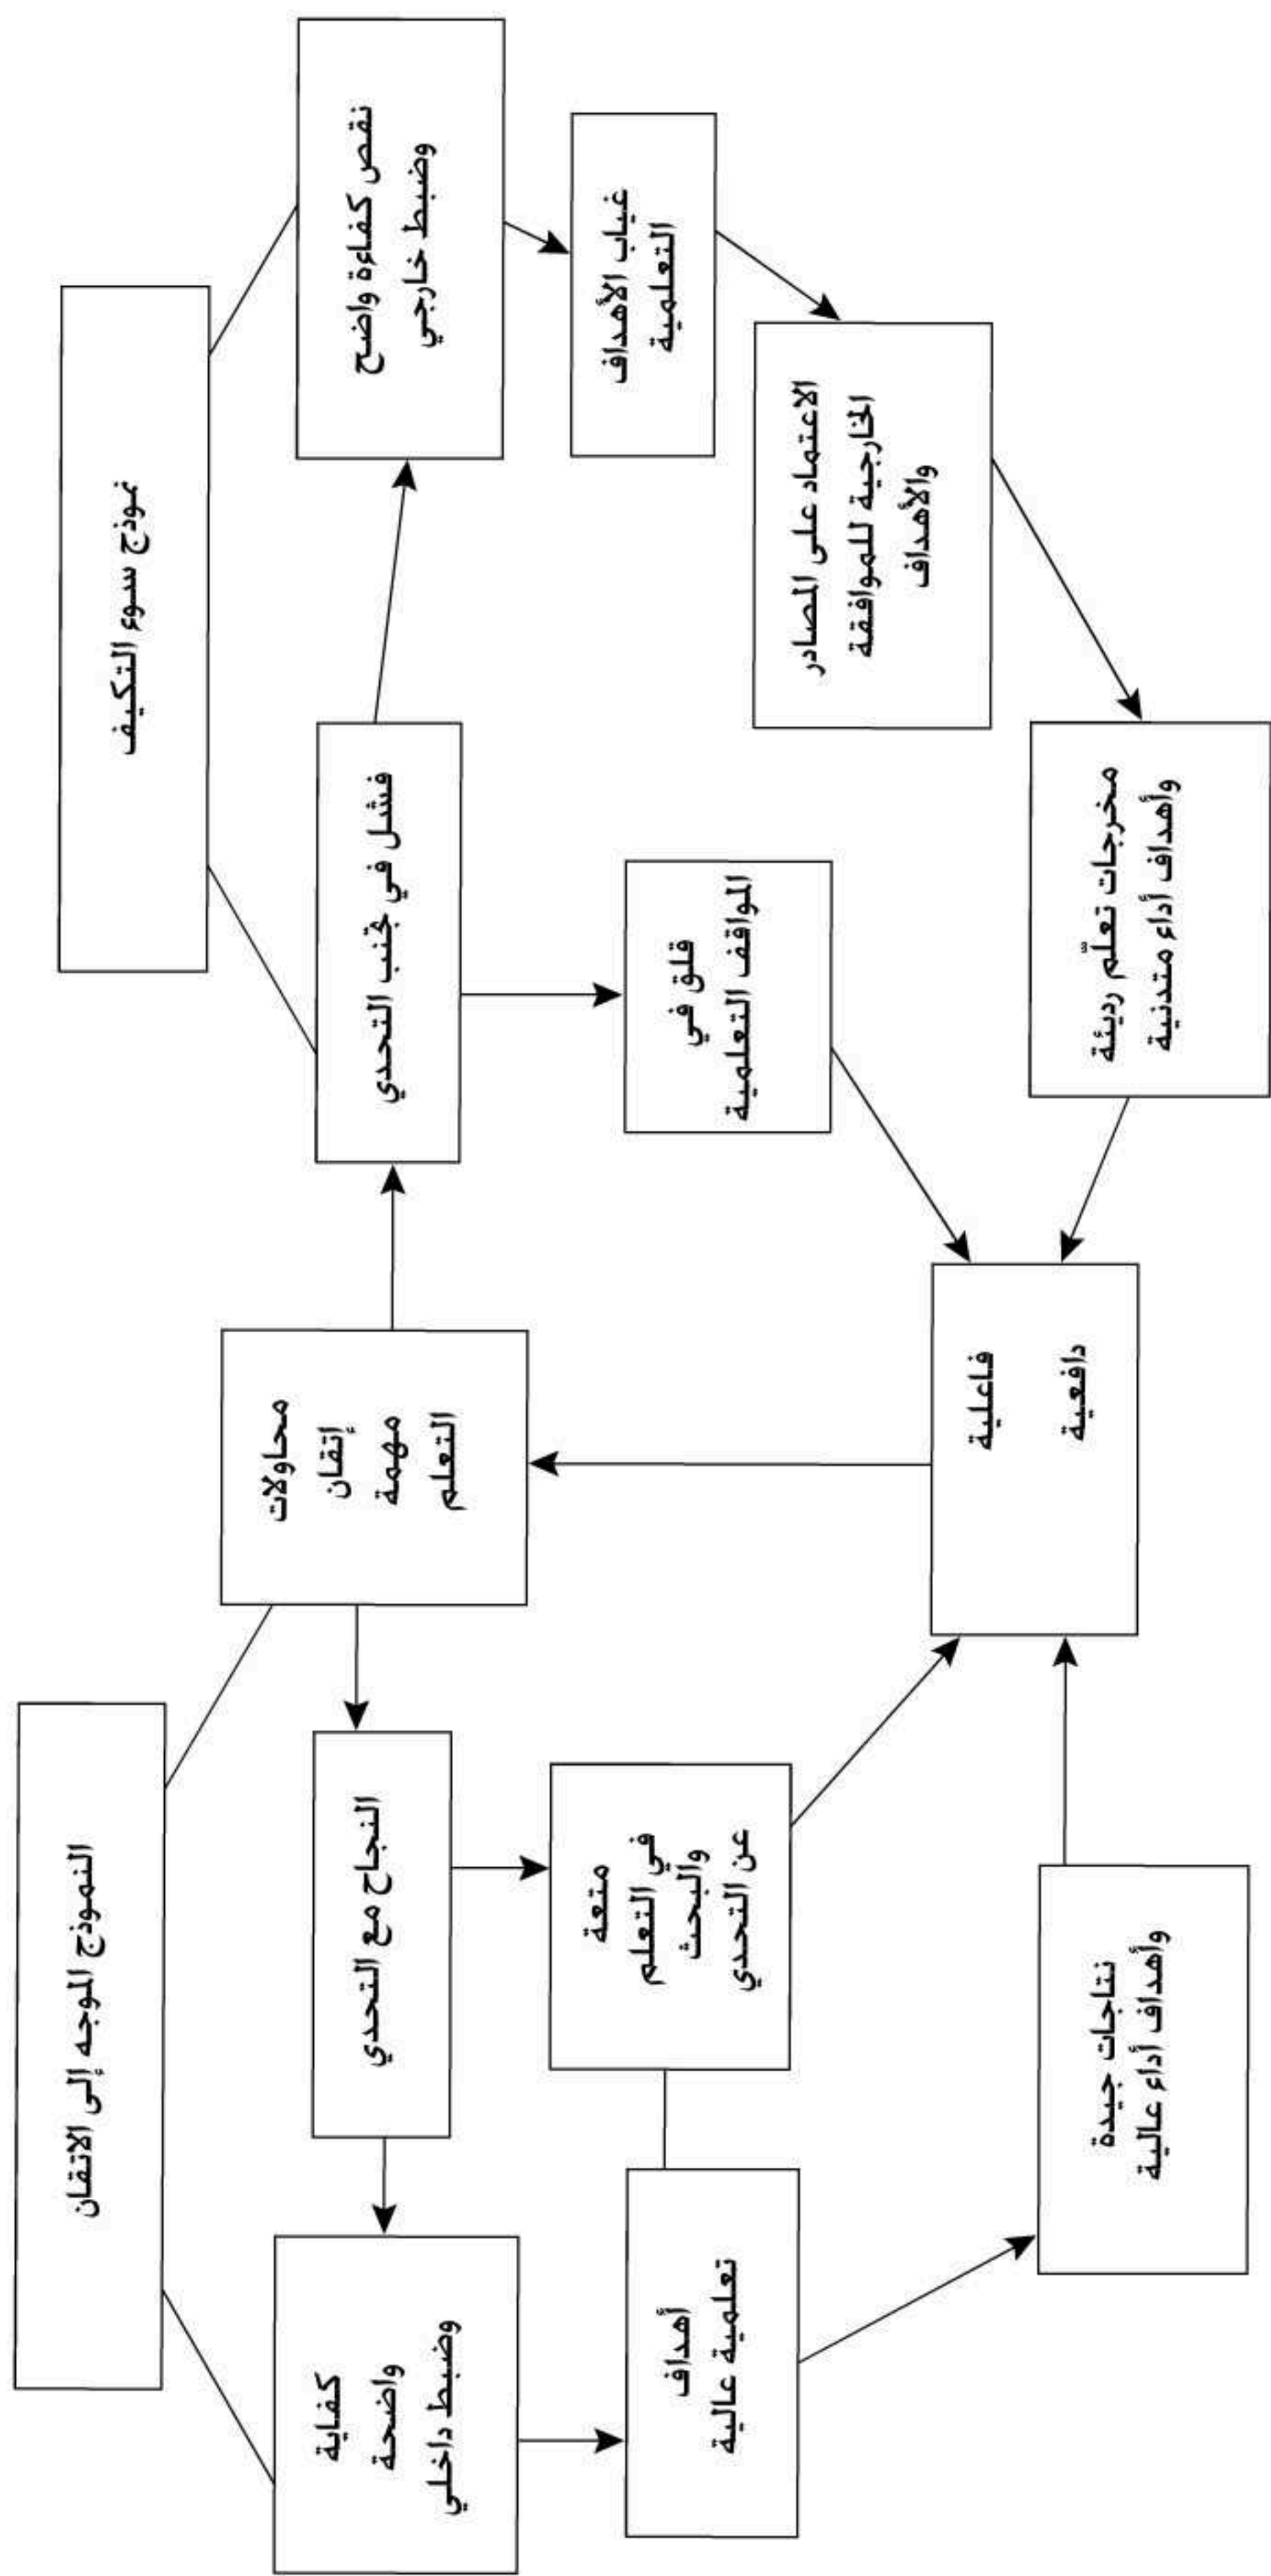 نموذج سوء التكيف
النموذج الموجه إلى الاتقان
نقص كفاءة واضح
وضبط خارجي
فشل في تجنب التحدي
محاولات
إتقان
مهمة
التعلم
النجاح مع التحدي
كفاية
واضحة
وضبط داخلي
غياب الأهداف
التعلمية
قلق في
المواقف التعلمية
متعة
في التعلم
والبحث
عن التحدي
أهداف
تعلمية عالية
الاعتماد على المصادر
الخارجية للموافقة
والأهداف
مخرجات تعلّم رديئة
وأهداف أداء متدنية
فاعلية
دافعية
نتاجات جيدة
وأهداف أداء عالية